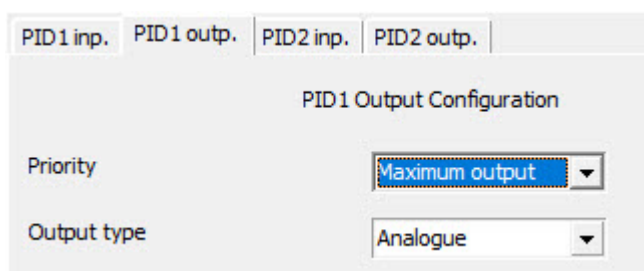 PID1 inp. PID1 outp. PID2 inp. PID2 outp.
PID1 Output Configuration
Priority Maximum output
Output type Analogue